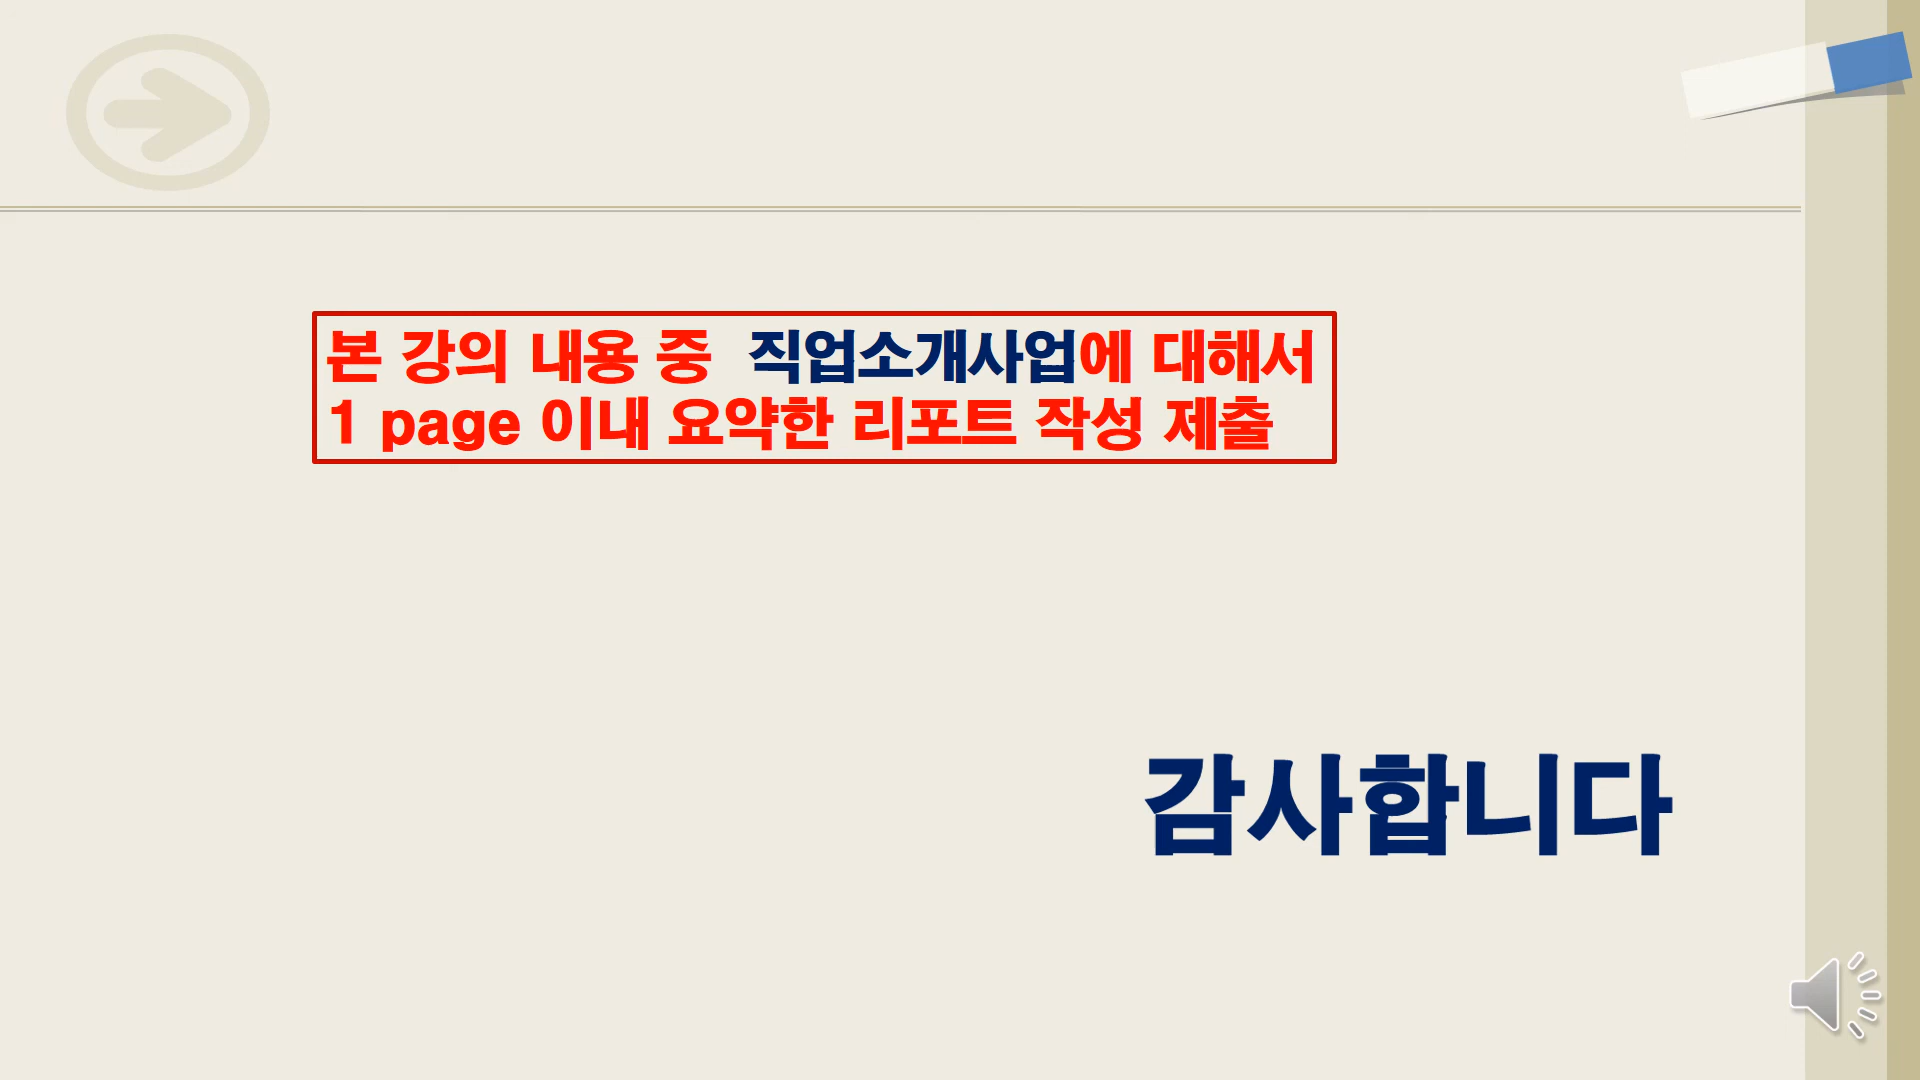 본 강의 내용 중 직업소개사업에 대해서
1 page 이내 요약한 리포트 작성 제출
감사합니다